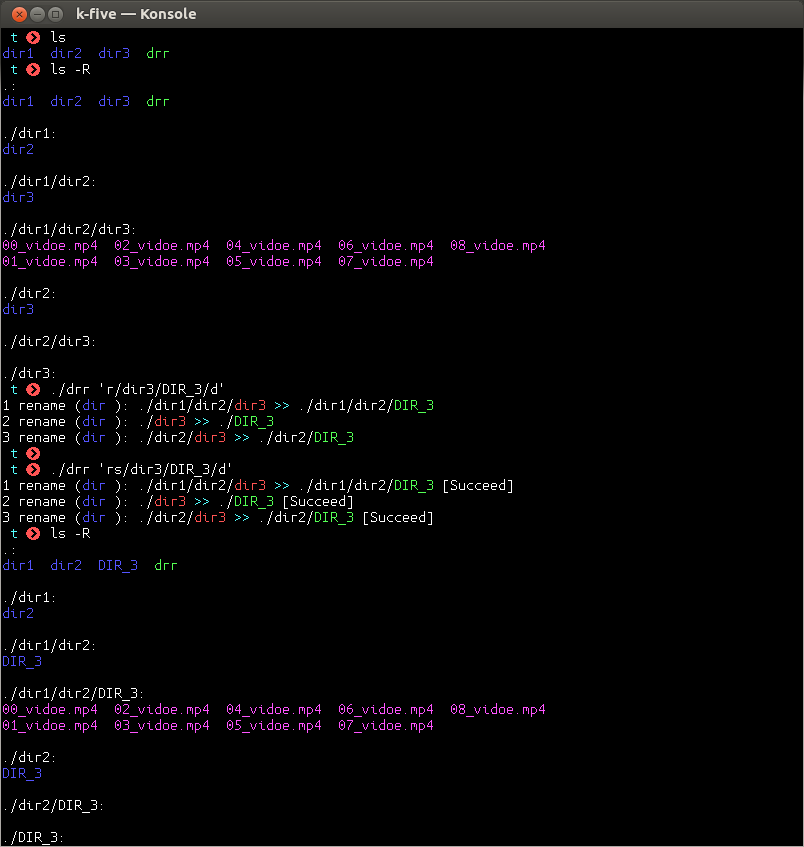 k-five — Konsole
t ls
dir1 dir2 dir3 drr
t ls -R
.:
dir1 dir2 dir3 drr
./dir1:
dir2
./dir1/dir2:
dir3
./dir1/dir2/dir3:
00_vidoe.mp4 02_vidoe.mp4 04_vidoe.mp4 06_vidoe.mp4 08_vidoe.mp4
01_vidoe.mp4 03_vidoe.mp4 05_vidoe.mp4 07_vidoe.mp4
./dir2:
dir3
./dir2/dir3:
./dir3:
t ./drr 'r/dir3/DIR_3/d'
1 rename (dir ): ./dir1/dir2/dir3 >> ./dir1/dir2/DIR_3
2 rename (dir ): ./dir3 >> ./DIR_3
3 rename (dir ): ./dir2/dir3 >> ./dir2/DIR_3
t
t ./drr 'rs/dir3/DIR_3/d'
1 rename (dir ): ./dir1/dir2/dir3 >> ./dir1/dir2/DIR_3 [Succeed]
2 rename (dir ): ./dir3 >> ./DIR_3 [Succeed]
3 rename (dir ): ./dir2/dir3 >> ./dir2/DIR_3 [Succeed]
t ls -R
.:
dir1 dir2 DIR_3 drr
./dir1:
dir2
./dir1/dir2:
DIR_3
./dir1/dir2/DIR_3:
00_vidoe.mp4 02_vidoe.mp4 04_vidoe.mp4 06_vidoe.mp4 08_vidoe.mp4
01_vidoe.mp4 03_vidoe.mp4 05_vidoe.mp4 07_vidoe.mp4
./dir2:
DIR_3
./dir2/DIR_3:
./DIR_3: